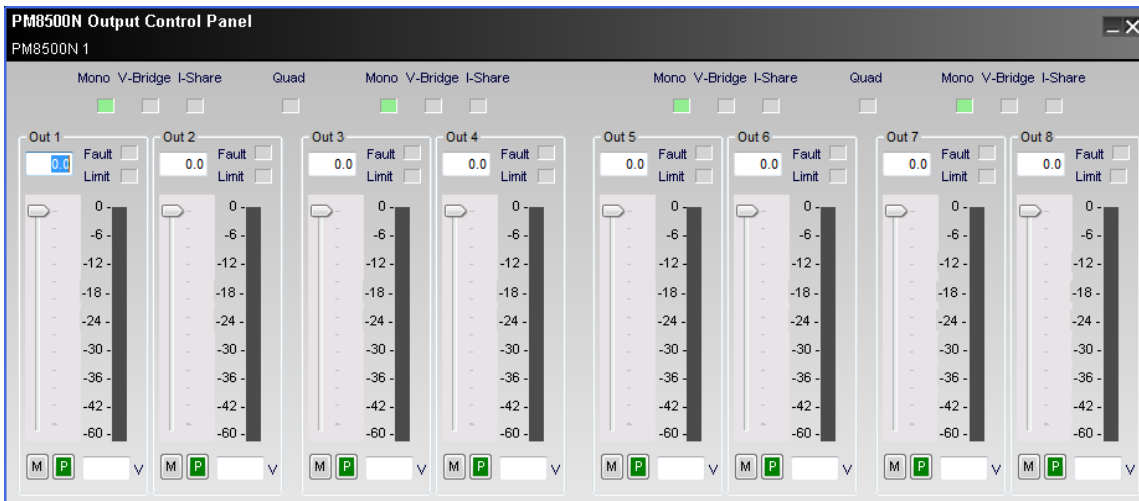 PM8500N Output Control Panel
PM8500N 1
Mono V-Bridge I-Share Quad Mono V-Bridge I-Share Mono V-Bridge I-Share Quad Mono V-Bridge I-Share
Out 1 Out 2 Out 3 Out 4 Out 5 Out 6 Out 7 Out 8
0.0 Fault 0.0 Fault 0.0 Fault 0.0 Fault 0.0 Fault 0.0 Fault 0.0 Fault 0.0 Fault
Limit Limit Limit Limit Limit Limit Limit Limit
0 0 0 0 0 0 0 0
-6 -6 -6 -6 -6 -6 -6 -6
-12 -12 -12 -12 -12 -12 -12 -12
-18 -18 -18 -18 -18 -18 -18 -18
-24 -24 -24 -24 -24 -24 -24 -24
-30 -30 -30 -30 -30 -30 -30 -30
-36 -36 -36 -36 -36 -36 -36 -36
-42 -42 -42 -42 -42 -42 -42 -42
-60 -60 -60 -60 -60 -60 -60 -60
M P V M P V M P V M P V M P V M P V M P V M P V